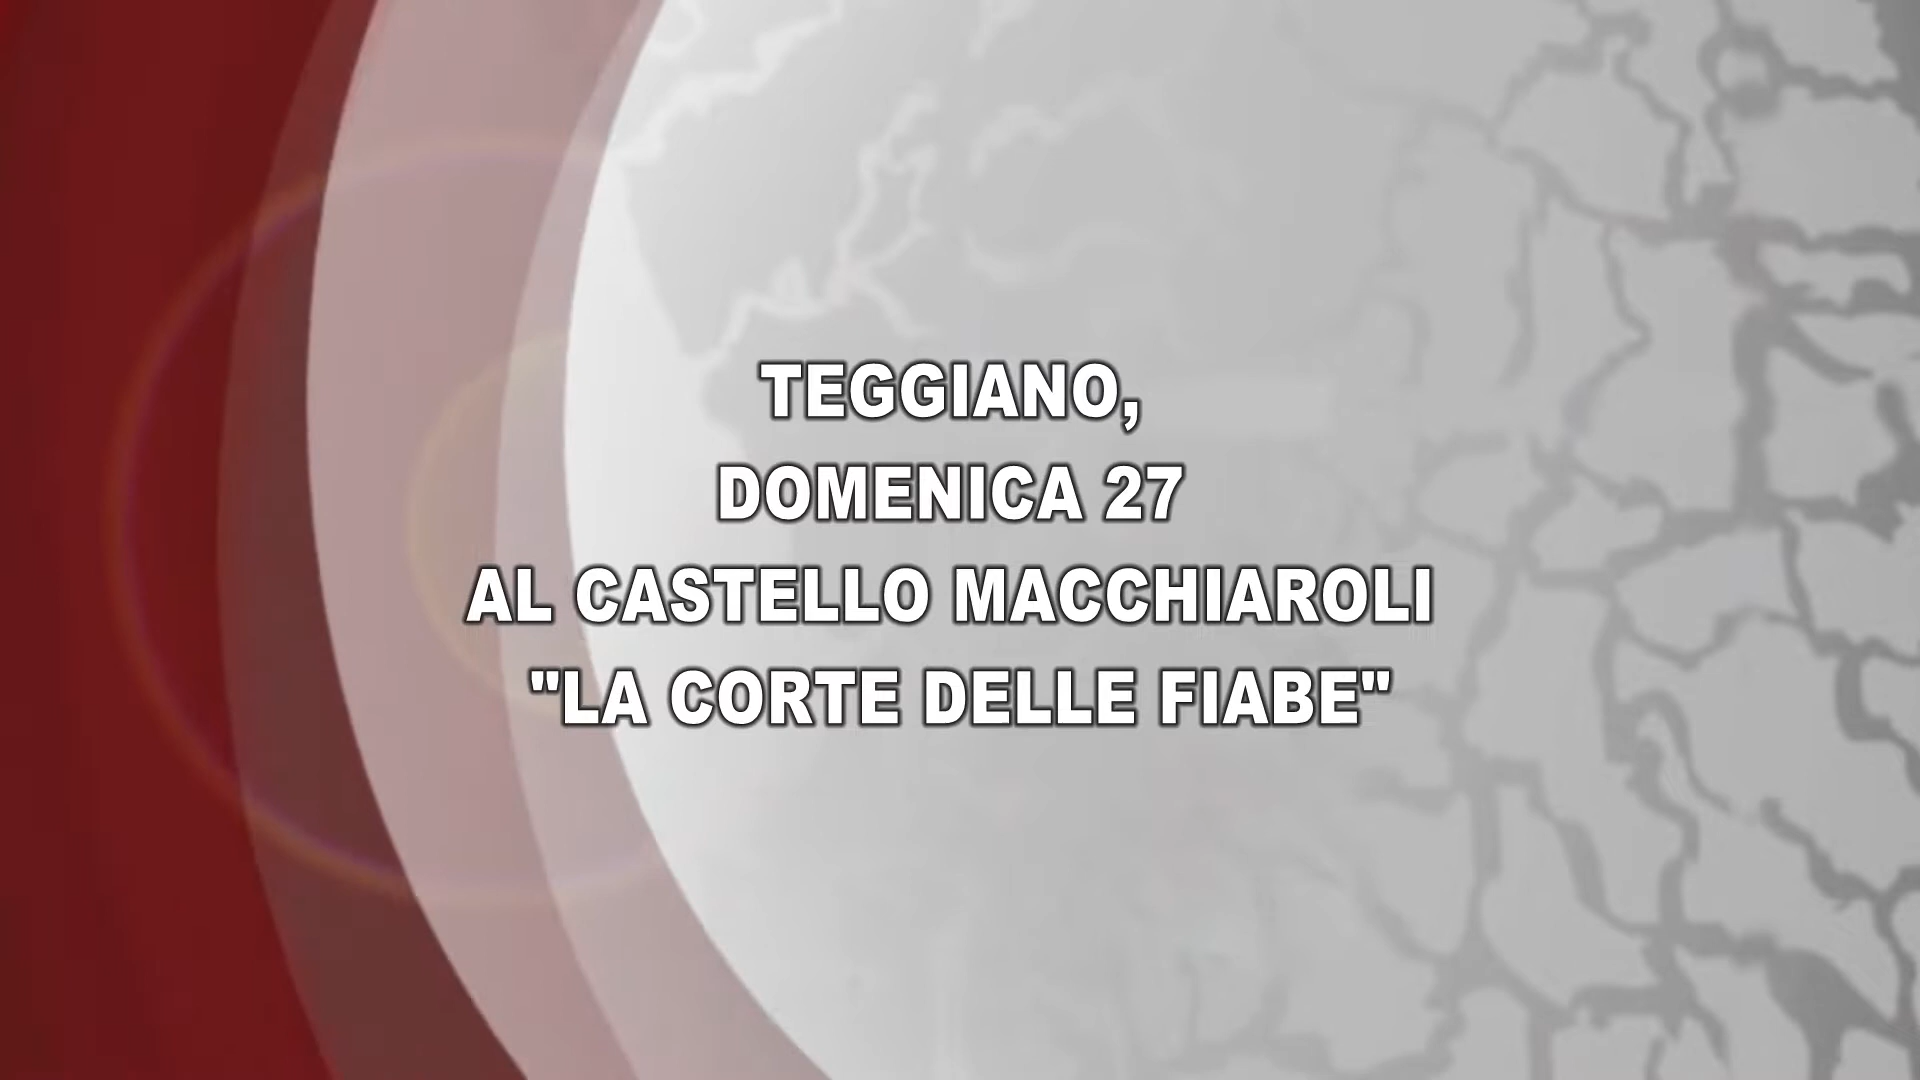 TEGGIANO,
DOMENICA 27
AL CASTELLO MACCHIAROLI
"LA CORTE DELLE FIABE"